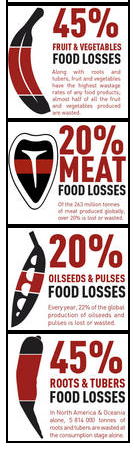 45%
FRUIT & VEGETABLES
FOOD LOSSES
Along with roots and
tubers, fruit and vegetables
have the highest wastage
rates of any food products;
almost half of all the fruit
and vegetables produced
are wasted.
20%
MEAT
FOOD LOSSES
Of the 263 million tonnes
of meat produced globally,
over 20% is lost or wasted.
20%
OILSEEDS & PULSES
FOOD LOSSES
Every year, 22% of the global
production of oilseeds and
pulses is lost or wasted.
45%
ROOTS & TUBERS
FOOD LOSSES
In North America & Oceania
alone, 5 814 000 tonnes of
roots and tubers are wasted at
the consumption stage alone.